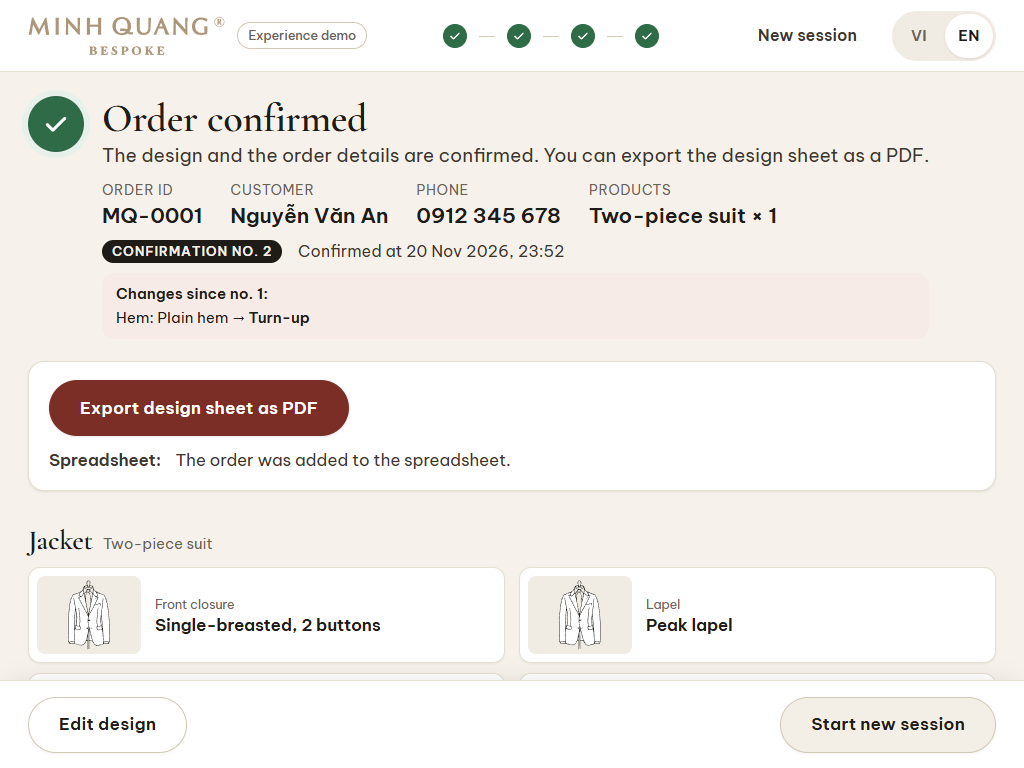 MINH QUANG®
BESPOKE
Experience demo
New session
VI
EN
Order confirmed
The design and the order details are confirmed. You can export the design sheet as a PDF.
ORDER ID
MQ-0001
CUSTOMER
Nguyễn Văn An
PHONE
0912 345 678
PRODUCTS
Two-piece suit × 1
CONFIRMATION NO. 2
Confirmed at 20 Nov 2026, 23:52
Changes since no. 1:
Hem: Plain hem → Turn-up
Export design sheet as PDF
Spreadsheet: The order was added to the spreadsheet.
Jacket Two-piece suit
Front closure
Single-breasted, 2 buttons
Lapel
Peak lapel
Edit design
Start new session